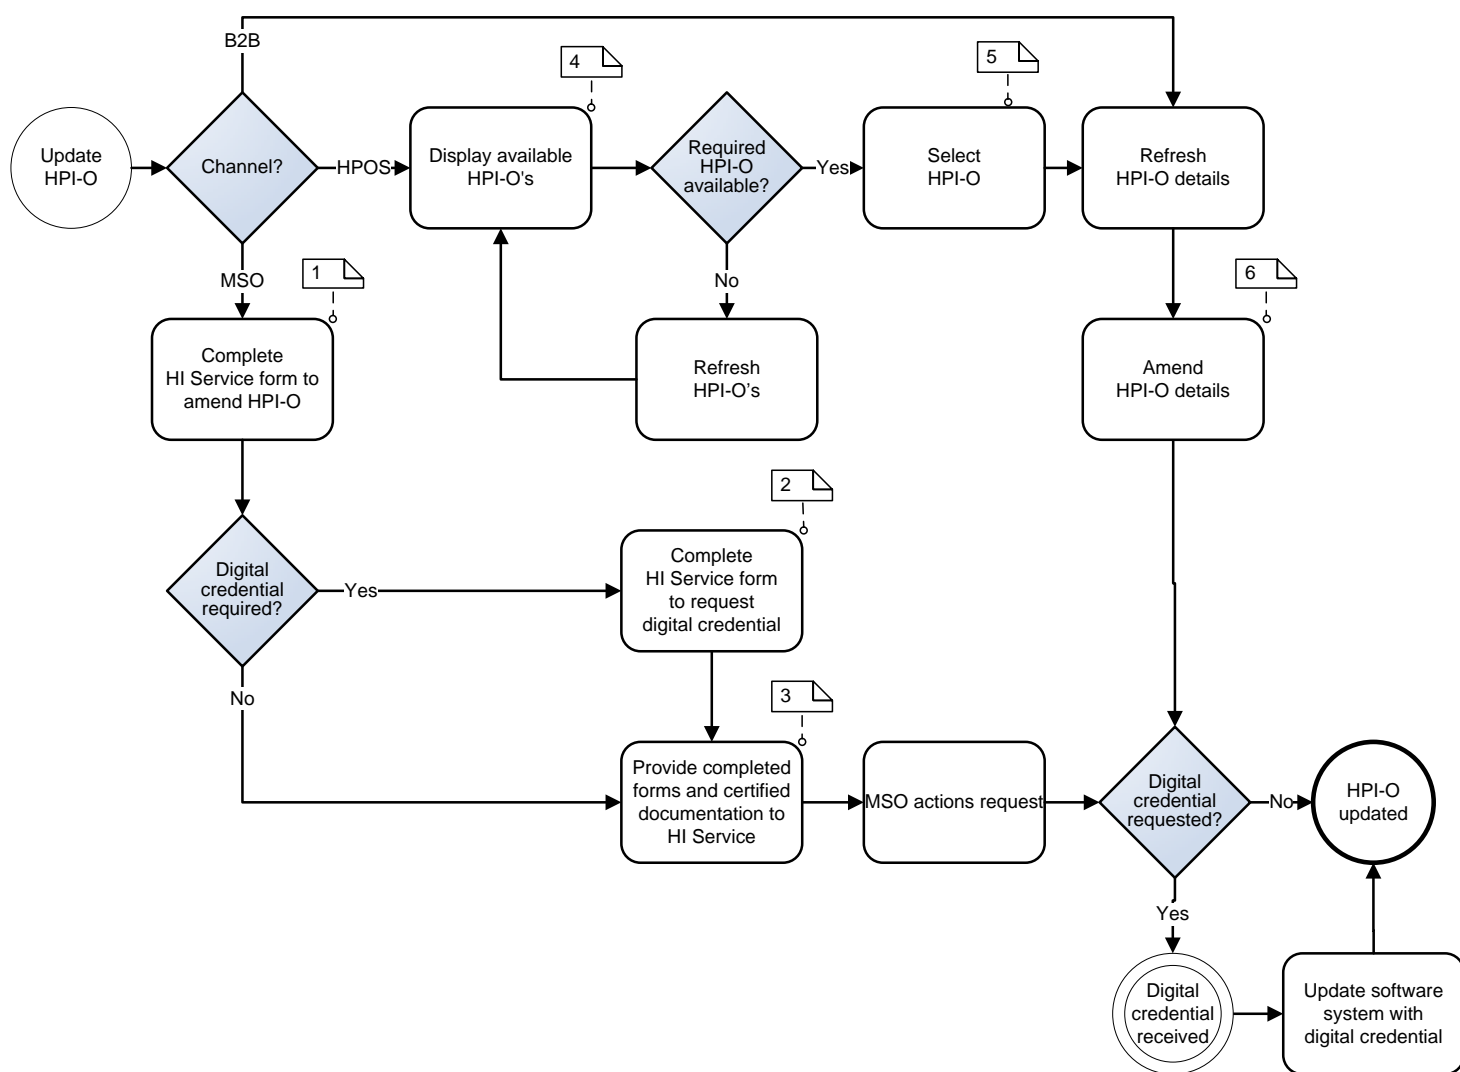 B2B
4
5
Update
HPI-O
Channel?
HPOS
Display available
HPI-O's
Required
HPI-O
available?
Yes
Select
HPI-O
Refresh
HPI-O details
MSO
1
No
6
Complete
HI Service form to
amend HPI-O
Refresh
HPI-O’s
Amend
HPI-O details
2
Digital
credential
required?
Yes
Complete
HI Service form
to request
digital credential
No
3
Provide completed
forms and certified
documentation to
HI Service
MSO actions request
Digital
credential
requested?
No
HPI-O
updated
Yes
Digital
credential
received
Update software
system with
digital credential